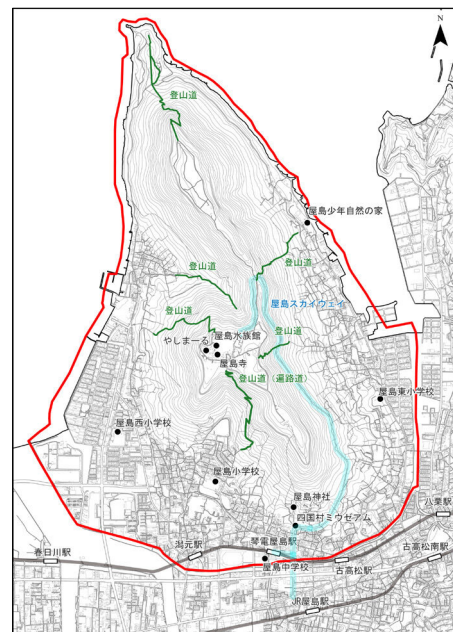 N
登山道
屋島少年自然の家
登山道
登山道
屋島スカイウェイ
登山道
屋島水族館
登山道
やしまーる
屋島寺
登山道（遍路道）
屋島東小学校
屋島西小学校
屋島小学校
屋島神社
四国村ミウゼアム
八栗駅
潟元駅
琴電屋島駅
古高松南駅
春日川駅
屋島中学校
古高松駅
JR屋島駅